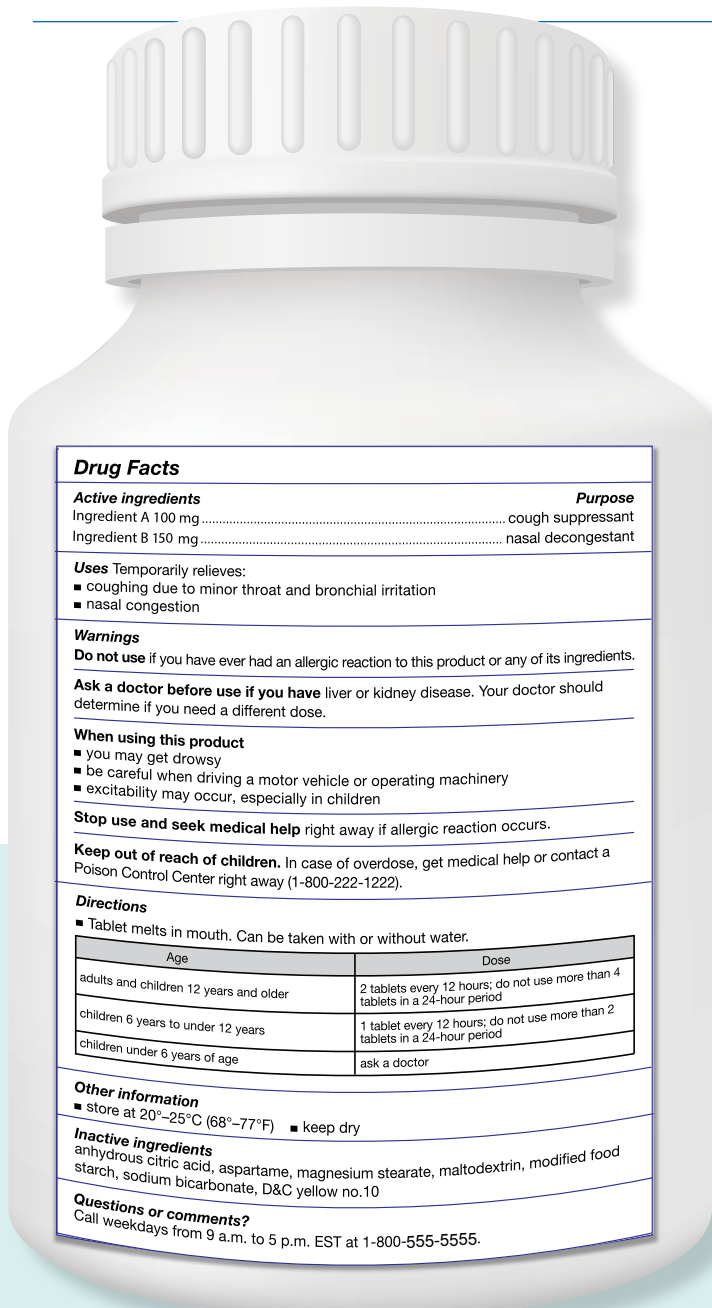 Drug Facts
Active ingredients Purpose
Ingredient A 100 mg ........................................ cough suppressant
Ingredient B 150 mg ........................................ nasal decongestant
Uses Temporarily relieves:
■ coughing due to minor throat and bronchial irritation
■ nasal congestion
Warnings
Do not use if you have ever had an allergic reaction to this product or any of its ingredients.
Ask a doctor before use if you have liver or kidney disease. Your doctor should
determine if you need a different dose.
When using this product
■ you may get drowsy
■ be careful when driving a motor vehicle or operating machinery
■ excitability may occur, especially in children
Stop use and seek medical help right away if allergic reaction occurs.
Keep out of reach of children. In case of overdose, get medical help or contact a
Poison Control Center right away (1-800-222-1222).
Directions
■ Tablet melts in mouth. Can be taken with or without water.
Age Dose
adults and children 12 years and older 2 tablets every 12 hours; do not use more than 4
tablets in a 24-hour period
children 6 years to under 12 years 1 tablet every 12 hours; do not use more than 2
tablets in a 24-hour period
children under 6 years of age ask a doctor
Other information
■ store at 20°–25°C (68°–77°F) ■ keep dry
Inactive ingredients
anhydrous citric acid, aspartame, magnesium stearate, maltodextrin, modified food
starch, sodium bicarbonate, D&C yellow no.10
Questions or comments?
Call weekdays from 9 a.m. to 5 p.m. EST at 1-800-555-5555.